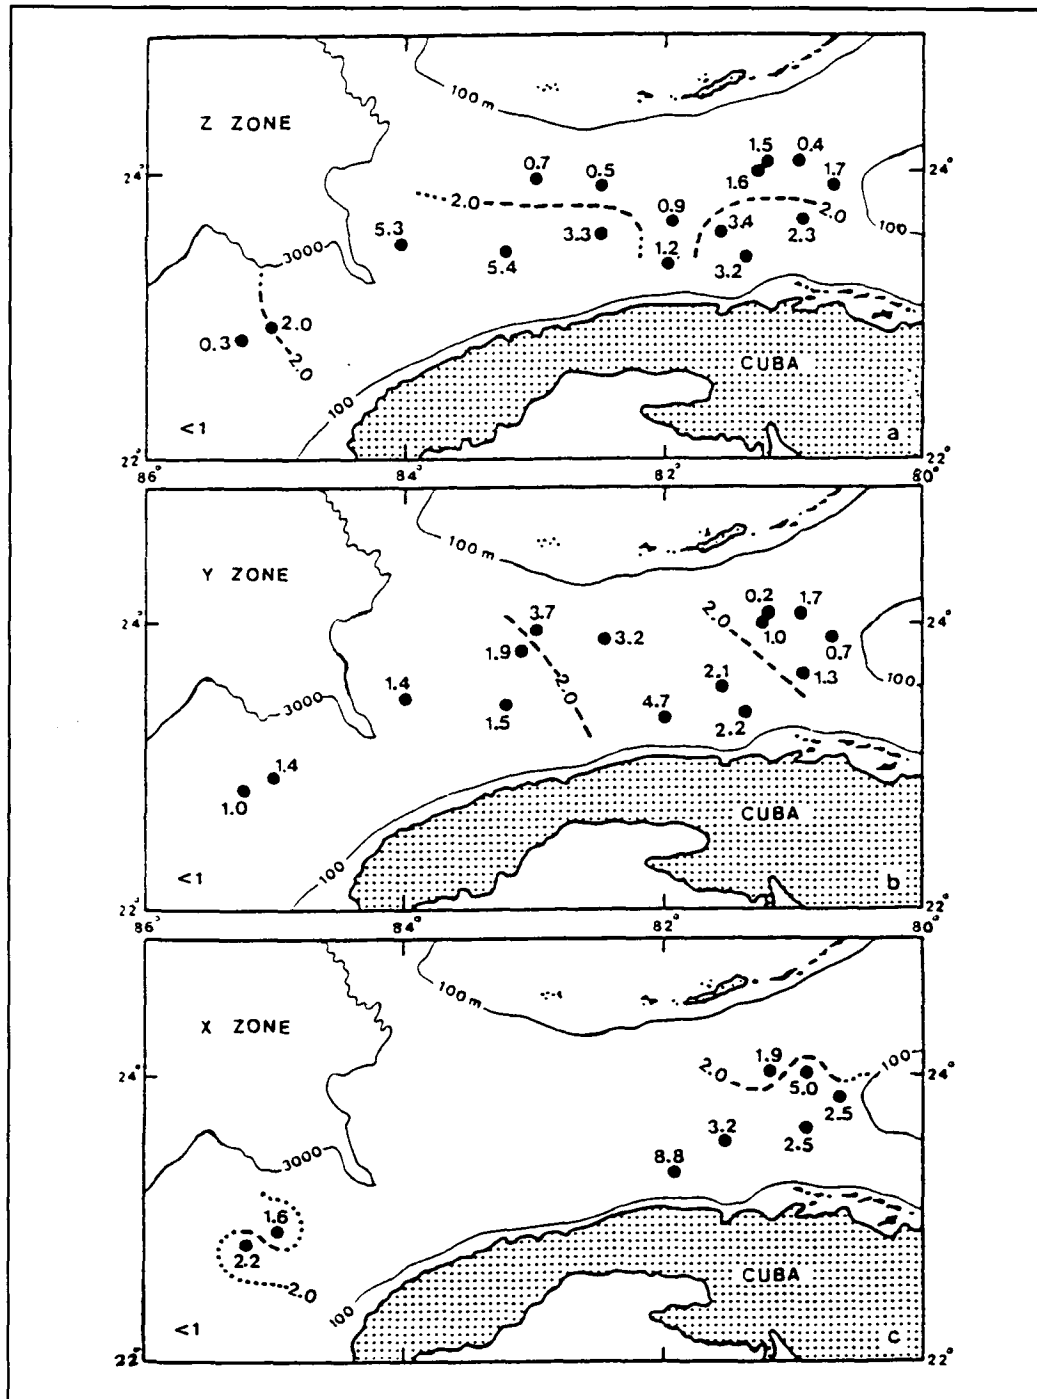 100 m
Z ZONE
1.5 0.4
24° 0.7 0.5 1.6 1.7 24°
2.0 0.9 2.0 100
5.3 3.3 3.4 2.3
3000 5.4 1.2 3.2
2.0
0.3 2.0
CUBA
100
<1 a
22° 22°
86° 84° 82° 80°
100 m
Y ZONE
0.2 1.7
24° 3.7 2.0 1.0 24°
1.9 3.2 0.7
1.4 2.0 2.1 1.3 100
3000 1.5 4.7 2.2
1.4
1.0 CUBA
100
<1 b
22° 22°
86° 84° 82° 80°
100 m
X ZONE
1.9 100
24° 2.0 5.0 24°
2.5
3.2 2.5
3000 8.8
1.6
2.2
2.0 CUBA
100
<1 c
22° 22°